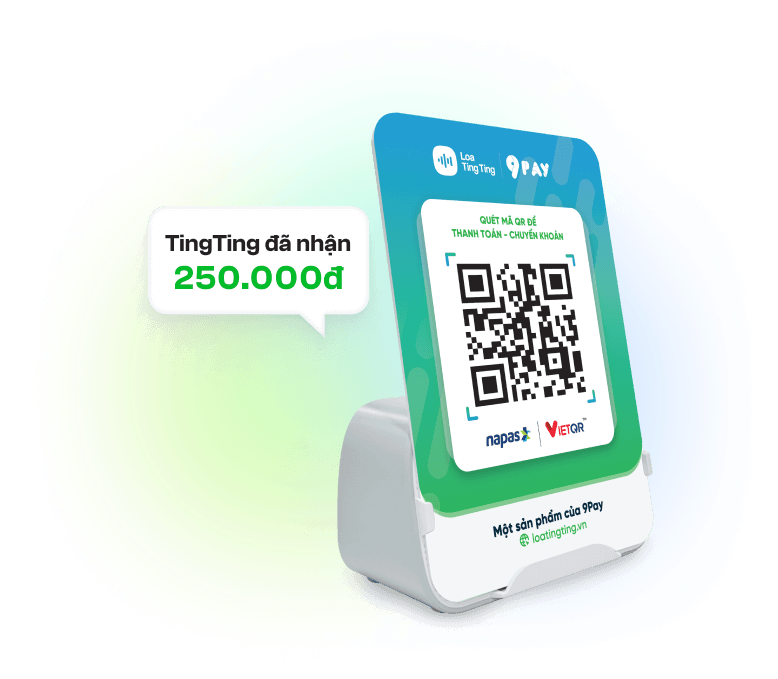 TingTing đã nhận
250.000đ
Loa
Ting Ting
9PAY
QUÉT MÃ QR ĐỂ
THANH TOÁN - CHUYỂN KHOẢN
napas
VIETQR™
Một sản phẩm của 9Pay
loatingting.vn